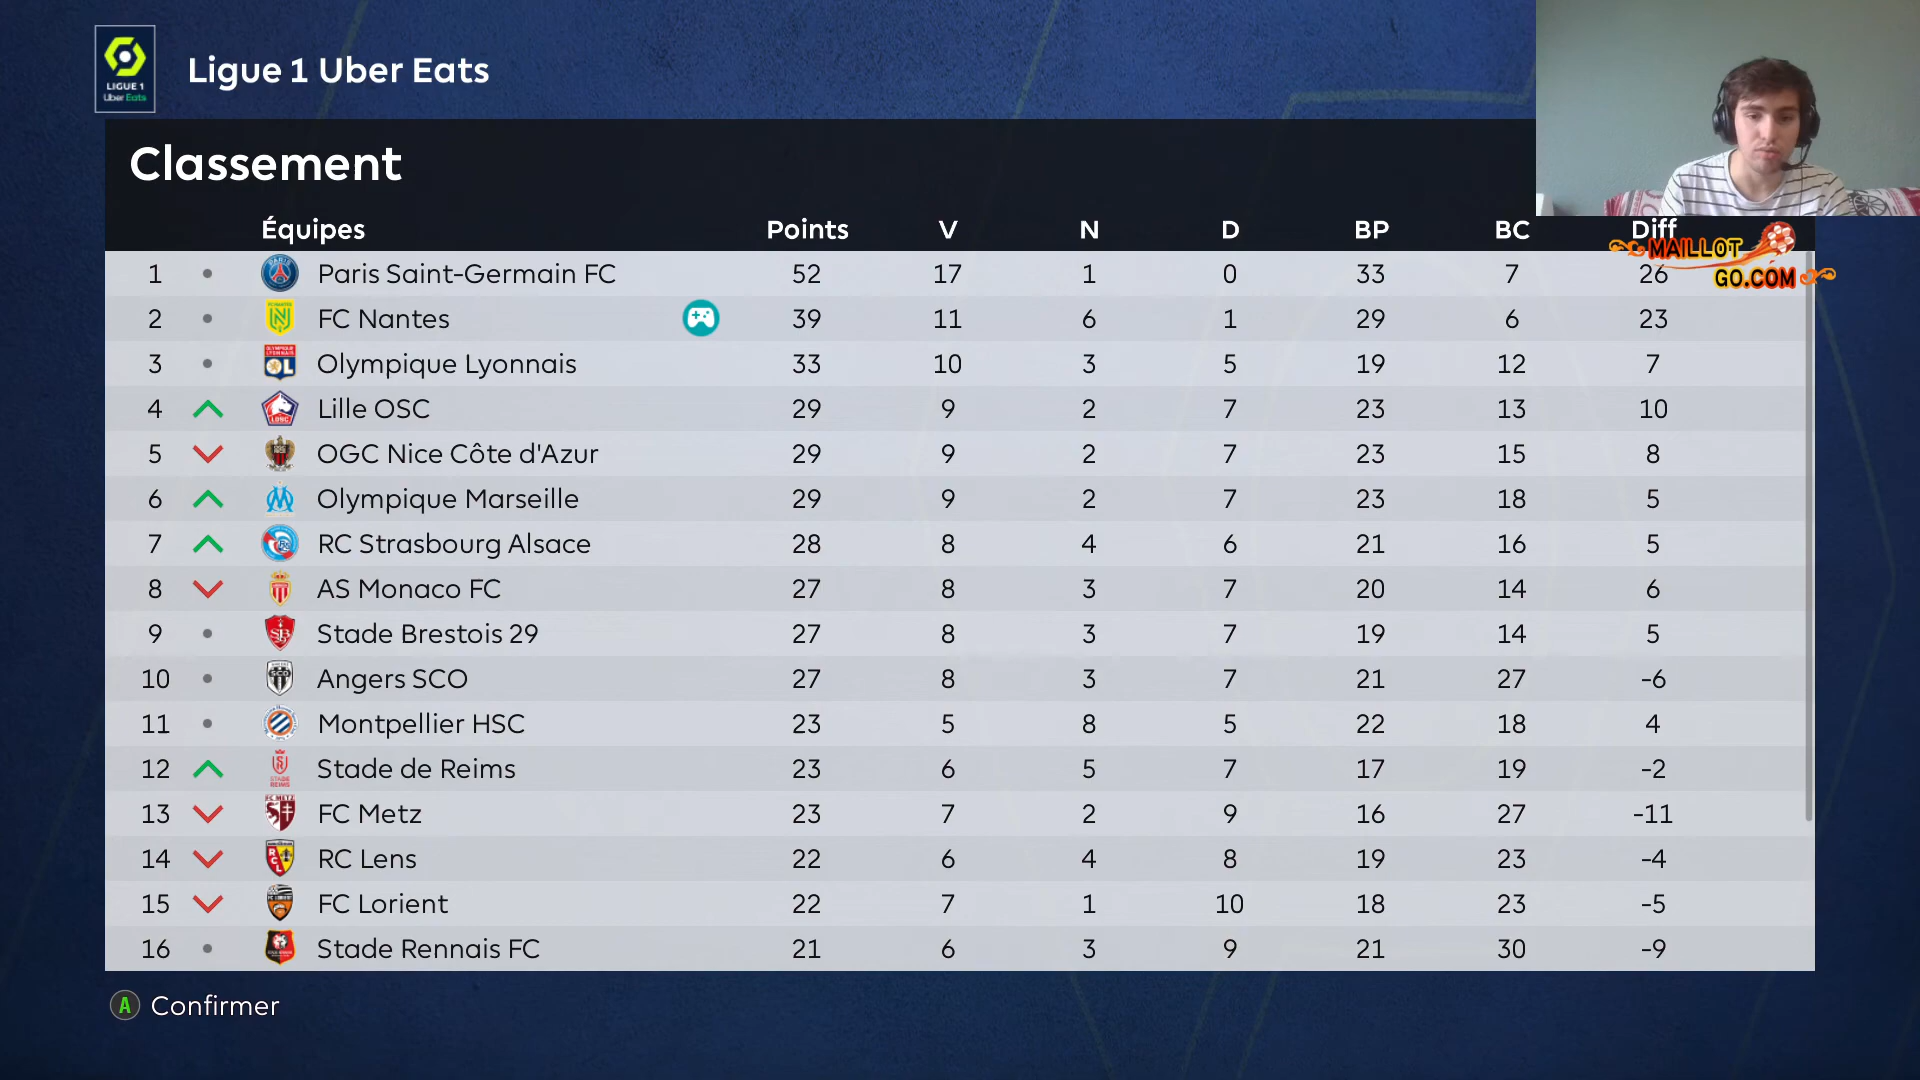 LIGUE 1
Uber Eats
Ligue 1 Uber Eats
Classement
Équipes Points V N D BP BC Diff
MAILLOT
GO.COM
1 Paris Saint-Germain FC 52 17 1 0 33 7 26
2 FC Nantes 39 11 6 1 29 6 23
3 Olympique Lyonnais 33 10 3 5 19 12 7
4 Lille OSC 29 9 2 7 23 13 10
5 OGC Nice Côte d'Azur 29 9 2 7 23 15 8
6 Olympique Marseille 29 9 2 7 23 18 5
7 RC Strasbourg Alsace 28 8 4 6 21 16 5
8 AS Monaco FC 27 8 3 7 20 14 6
9 Stade Brestois 29 27 8 3 7 19 14 5
10 Angers SCO 27 8 3 7 21 27 -6
11 Montpellier HSC 23 5 8 5 22 18 4
12 Stade de Reims 23 6 5 7 17 19 -2
13 FC Metz 23 7 2 9 16 27 -11
14 RC Lens 22 6 4 8 19 23 -4
15 FC Lorient 22 7 1 10 18 23 -5
16 Stade Rennais FC 21 6 3 9 21 30 -9
A Confirmer